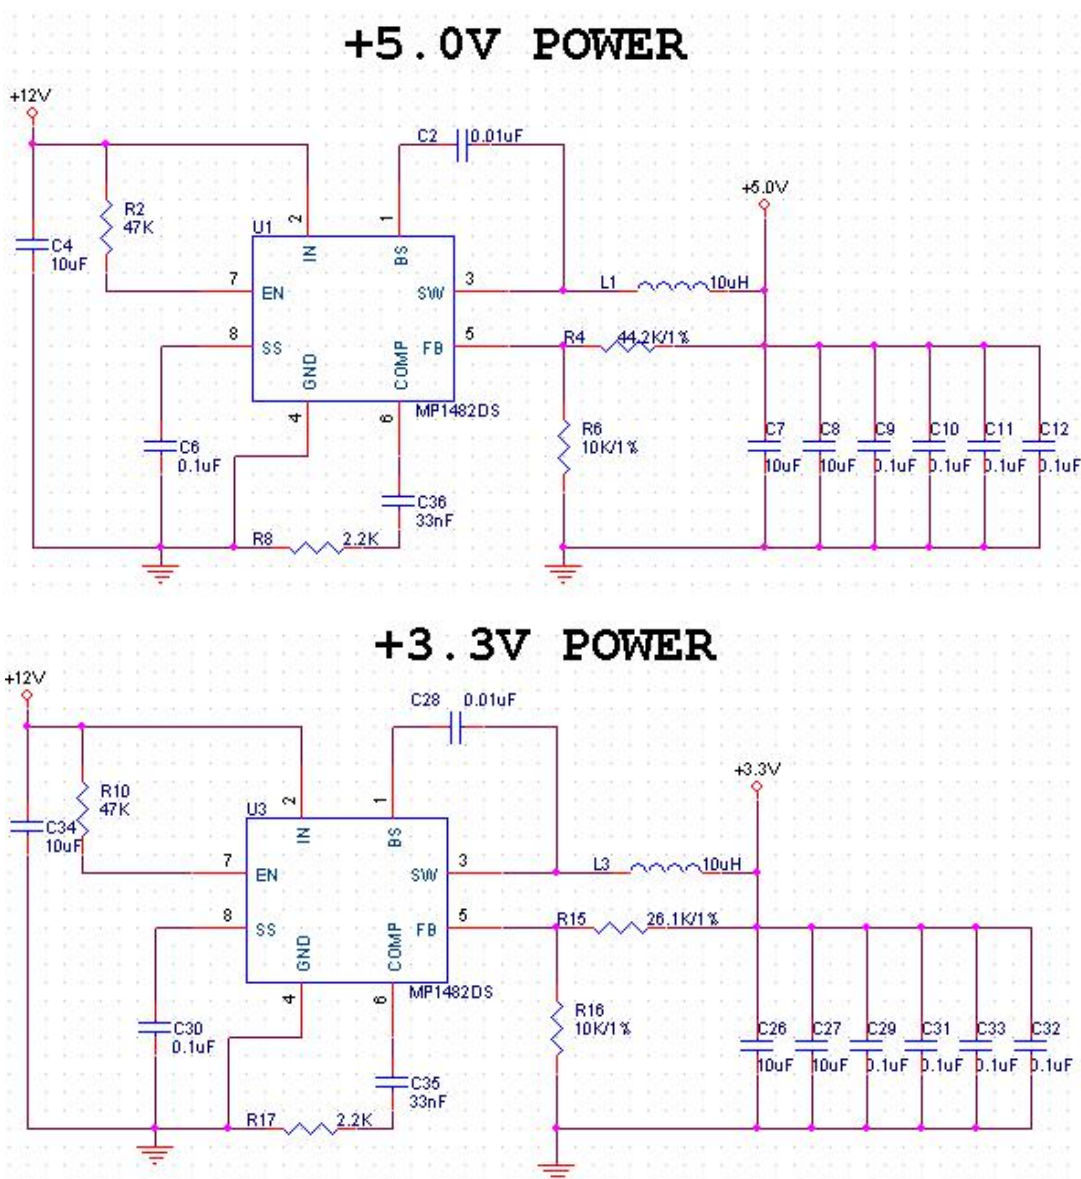 +5.0V POWER
+12V
C2 0.01uF
+5.0V
R2
47K
U1
2
1
IN
BS
C4
10uF
7
EN
SW
3
L1 10uH
8
SS
GND
COMP
FB
5
R4 44.2K/1%
4
6
MP1482DS
C6
0.1uF
R6
10K/1%
C7
10uF
C8
10uF
C9
0.1uF
C10
0.1uF
C11
0.1uF
C12
0.1uF
C36
33nF
R8 2.2K
+3.3V POWER
+12V
C28 0.01uF
+3.3V
R10
47K
U3
2
1
IN
BS
C34
10uF
7
EN
SW
3
L3 10uH
8
SS
GND
COMP
FB
5
R15 26.1K/1%
4
6
MP1482DS
C30
0.1uF
R16
10K/1%
C26
10uF
C27
10uF
C29
0.1uF
C31
0.1uF
C33
0.1uF
C32
0.1uF
C35
33nF
R17 2.2K